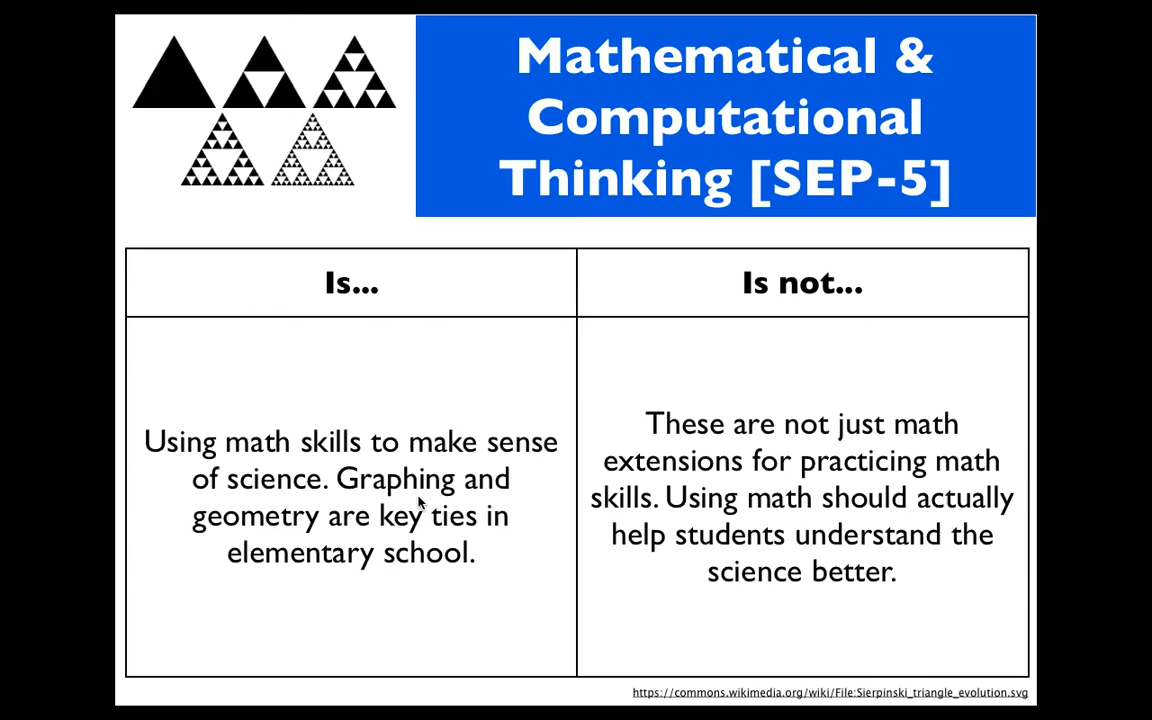 Mathematical &
Computational
Thinking [SEP-5]
Is...
Is not...
Using math skills to make sense
of science. Graphing and
geometry are key ties in
elementary school.
These are not just math
extensions for practicing math
skills. Using math should actually
help students understand the
science better.
https://commons.wikimedia.org/wiki/File:Sierpinski_triangle_evolution.svg